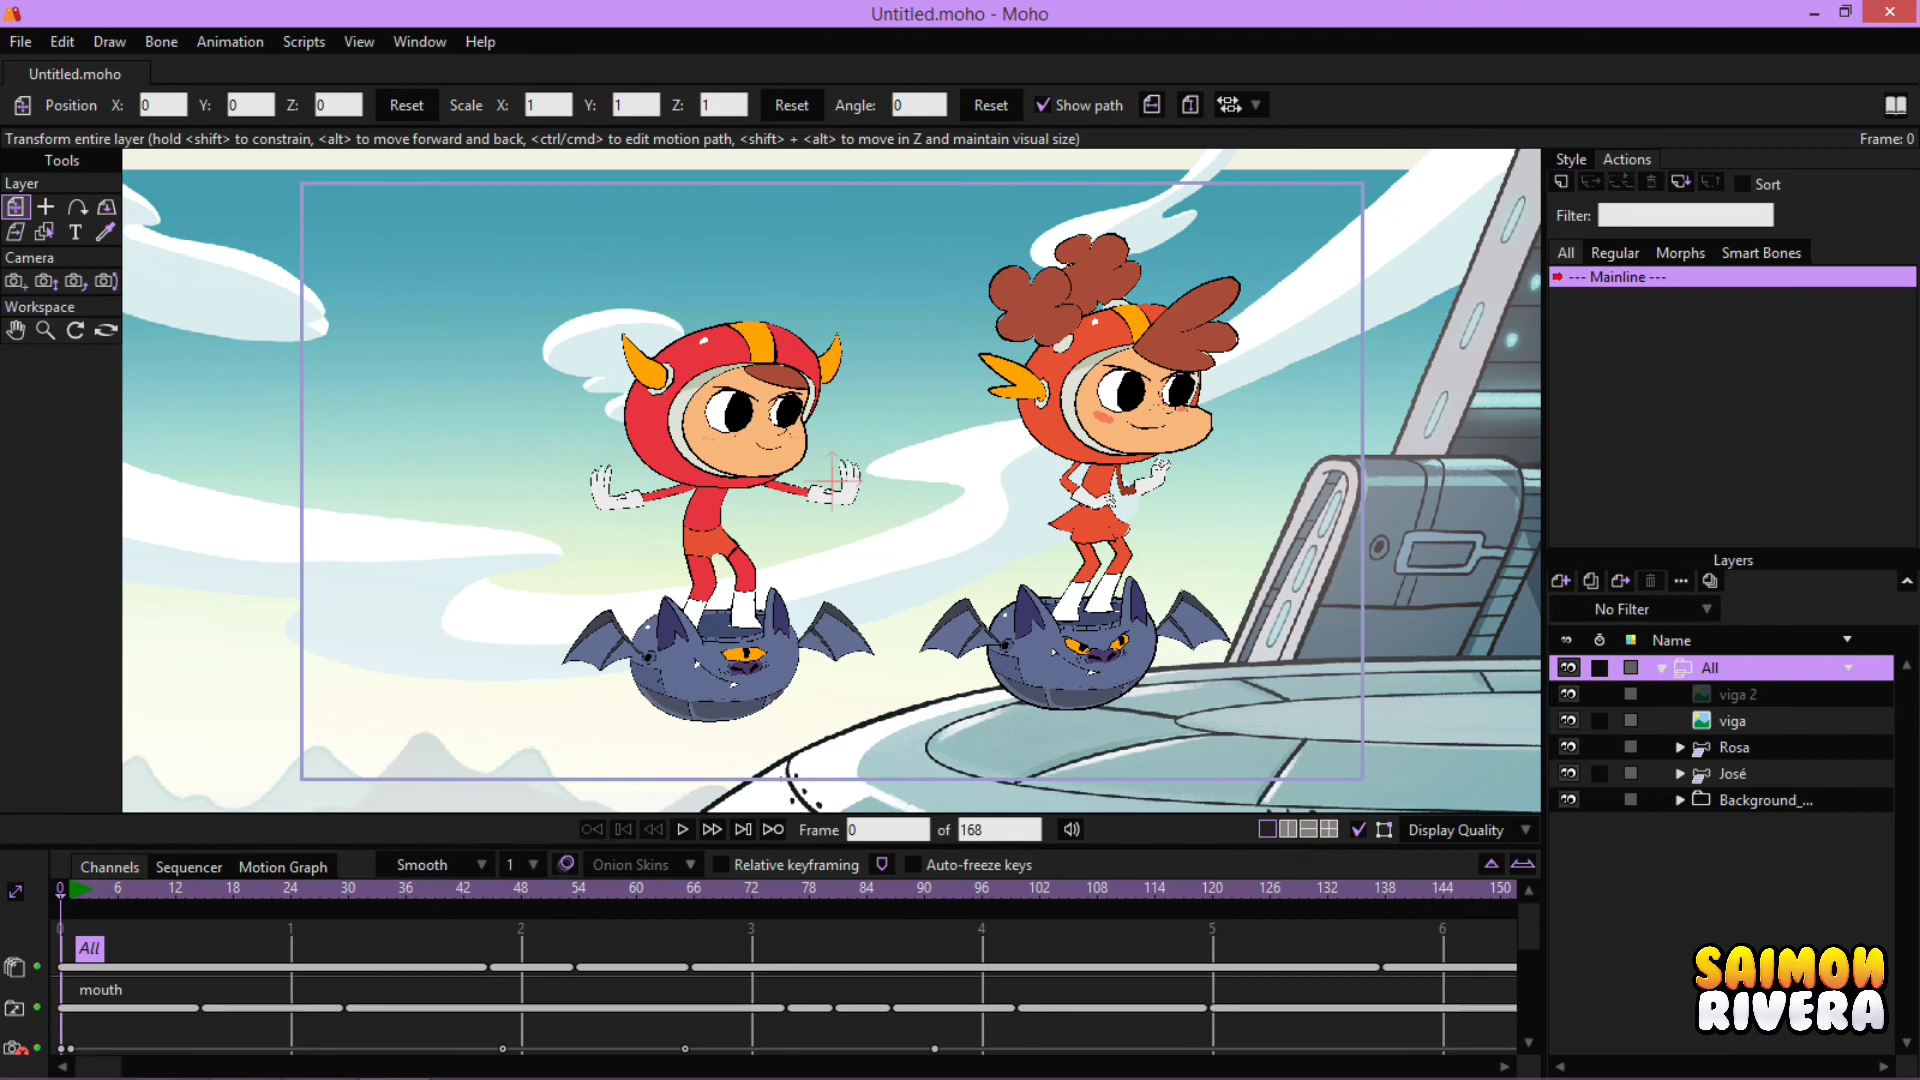 Untitled.moho - Moho
File Edit Draw Bone Animation Scripts View Window Help
Untitled.moho
Position X: 0 Y: 0 Z: 0 Reset Scale X: 1 Y: 1 Z: 1 Reset Angle: 0 Reset Show path
Transform entire layer (hold <shift> to constrain, <alt> to move forward and back, <ctrl/cmd> to edit motion path, <shift> + <alt> to move in Z and maintain visual size) Frame: 0
Tools
Layer
T
Camera
Workspace
Style Actions
Sort
Filter:
All Regular Morphs Smart Bones
--- Mainline ---
Layers
No Filter
Name
All
viga 2
viga
Rosa
José
Background_...
Frame 0 of 168 Display Quality
Channels Sequencer Motion Graph Smooth 1 Onion Skins Relative keyframing Auto-freeze keys
0 6 12 18 24 30 36 42 48 54 60 66 72 78 84 90 96 102 108 114 120 126 132 138 144 150
0 1 2 3 4 5 6
All
mouth
SAIMON
RIVERA